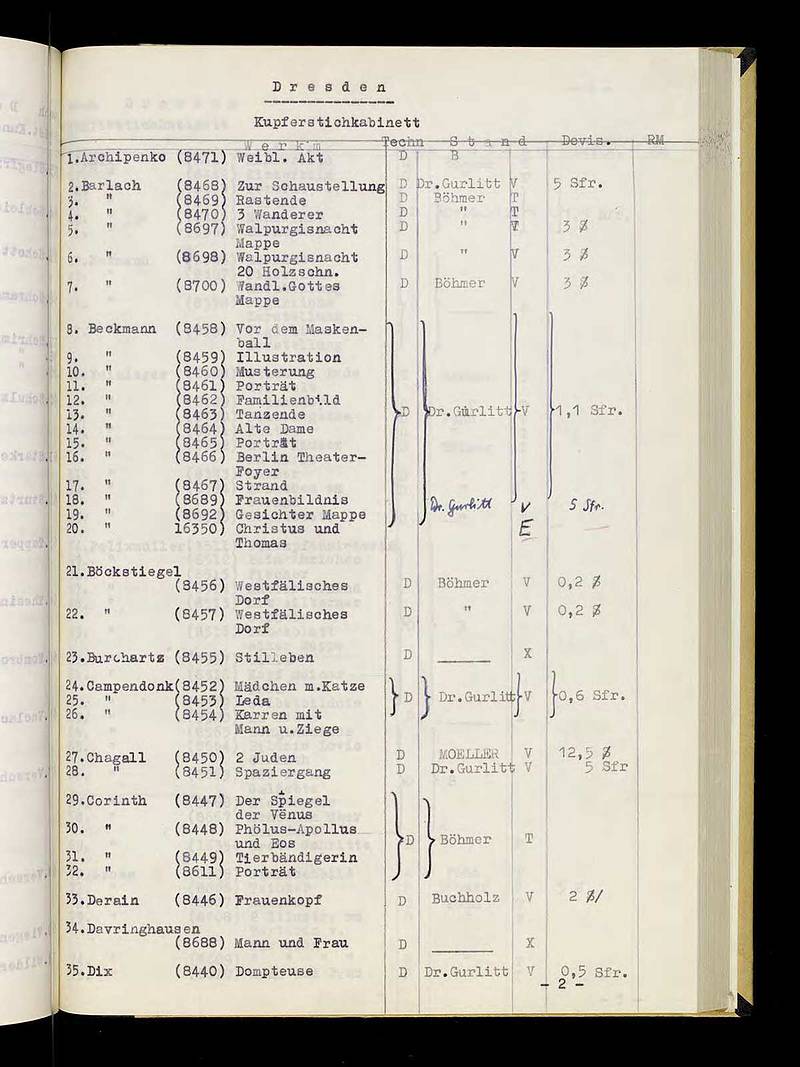 D r e s d e n
Kupferstichkabinett
W e r k Techn S t a n d Devis. RM
1.Archipenko (8471) Weibl. Akt D B
2.Barlach (8468) Zur Schaustellung D Dr.Gurlitt V 5 Sfr.
3. " (8469) Rastende D Böhmer T
4. " (8470) 3 Wanderer D " T
5. " (8697) Walpurgisnacht D " V 3 $
Mappe
6. " (8698) Walpurgisnacht D " V 3 $
20 Holzschn.
7. " (8700) Wandl.Gottes D Böhmer V 3 $
Mappe
8. Beckmann (8458) Vor dem Masken-
ball
9. " (8459) Illustration
10. " (8460) Musterung
11. " (8461) Porträt
12. " (8462) Familienbild
13. " (8463) Tanzende D Dr.Gurlitt V 1,1 Sfr.
14. " (8464) Alte Dame
15. " (8465) Porträt
16. " (8466) Berlin Theater-
Foyer
17. " (8467) Strand
18. " (8689) Frauenbildnis Dr. Gurlitt V 5 Sfr.
19. " (8692) Gesichter Mappe
20. " 16350) Christus und E
Thomas
21.Böckstiegel
(8456) Westfälisches D Böhmer V 0,2 $
Dorf
22. " (8457) Westfälisches D " V 0,2 $
Dorf
23.Burchartz (8455) Stilleben D ______ X
24.Campendonk(8452) Mädchen m.Katze
25. " (8453) Leda D Dr.Gurlitt V 0,6 Sfr.
26. " (8454) Karren mit
Mann u.Ziege
27.Chagall (8450) 2 Juden D MOELLER V 12,5 $
28. " (8451) Spaziergang D Dr.Gurlitt V 5 Sfr
29.Corinth (8447) Der Spiegel
der Venus
30. " (8448) Phölus-Apollus
und Eos D Böhmer T
31. " (8449) Tierbändigerin
32. " (8611) Porträt
33.Derain (8446) Frauenkopf D Buchholz V 2 $/
34.Davringhausen
(8688) Mann und Frau D ______ X
35.Dix (8440) Dompteuse D Dr.Gurlitt V 0,5 Sfr.
- 2 -